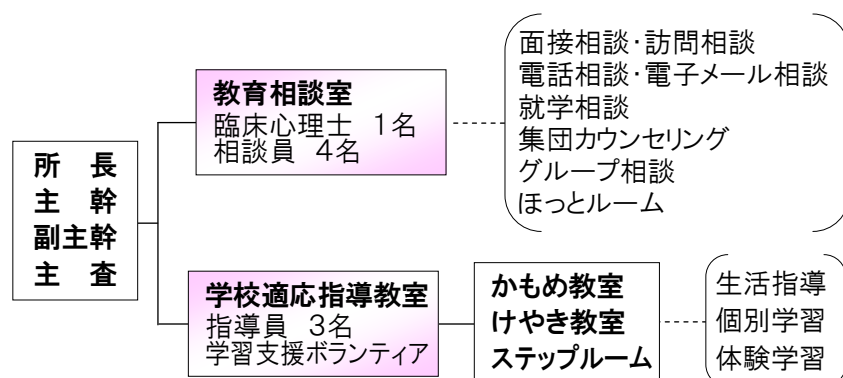 所　長
主　幹
副主幹
主　査
教育相談室
臨床心理士　1名
相談員　4名
面接相談・訪問相談
電話相談・電子メール相談
就学相談
集団カウンセリング
グループ相談
ほっとルーム
学校適応指導教室
指導員　3名
学習支援ボランティア
かもめ教室
けやき教室
ステップルーム
生活指導
個別学習
体験学習